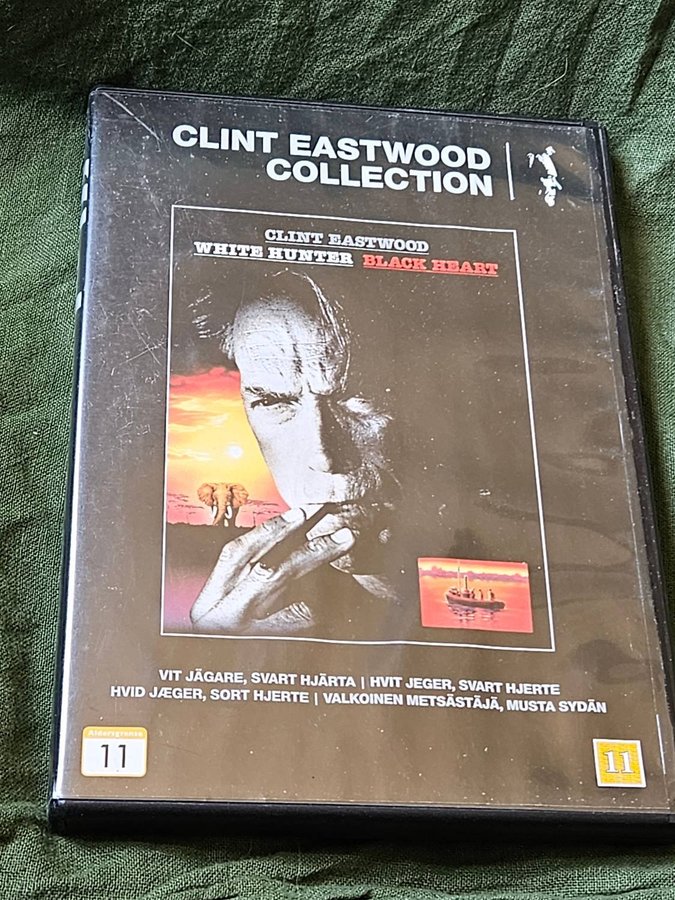 CLINT EASTWOOD
COLLECTION
CLINT EASTWOOD
WHITE HUNTER BLACK HEART
VIT JÄGARE, SVART HJÄRTA | HVIT JEGER, SVART HJERTE
HVID JÆGER, SORT HJERTE | VALKOINEN METSÄSTÄJÄ, MUSTA SYDÄN
Aldersgrense
11
11